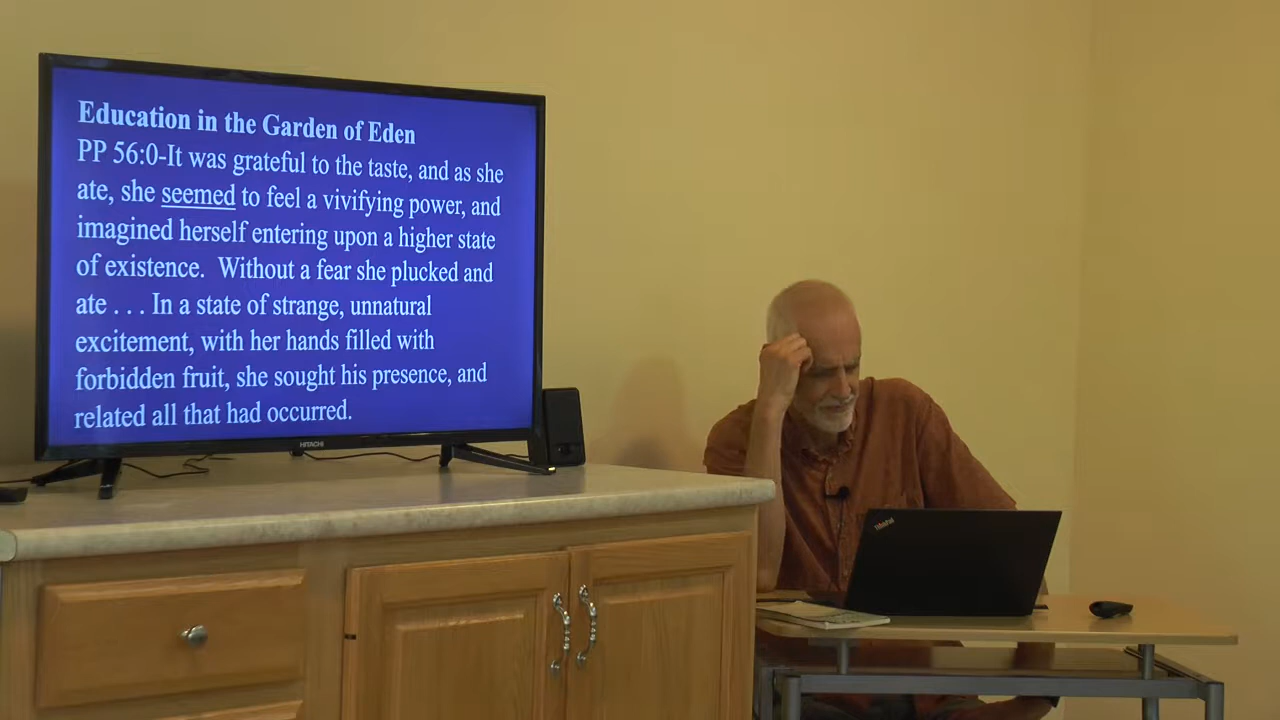 Education in the Garden of Eden
PP 56:0-It was grateful to the taste, and as she
ate, she seemed to feel a vivifying power, and
imagined herself entering upon a higher state
of existence.  Without a fear she plucked and
ate . . . In a state of strange, unnatural
excitement, with her hands filled with
forbidden fruit, she sought his presence, and
related all that had occurred.
HITACHI
ThinkPad